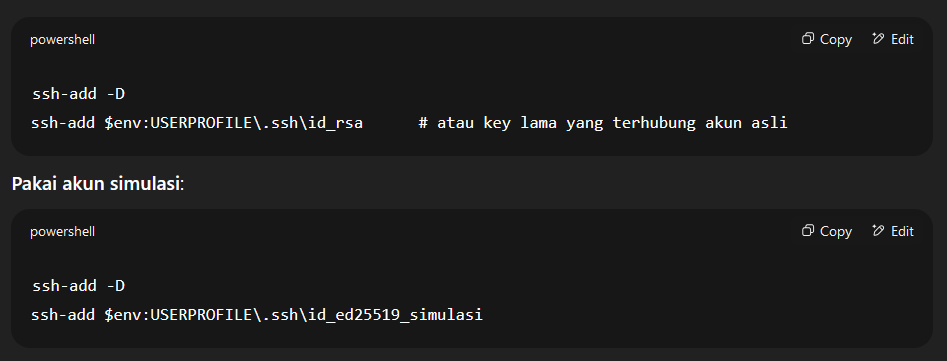 powershell Copy Edit
ssh-add -D
ssh-add $env:USERPROFILE\.ssh\id_rsa # atau key lama yang terhubung akun asli
Pakai akun simulasi:
powershell Copy Edit
ssh-add -D
ssh-add $env:USERPROFILE\.ssh\id_ed25519_simulasi